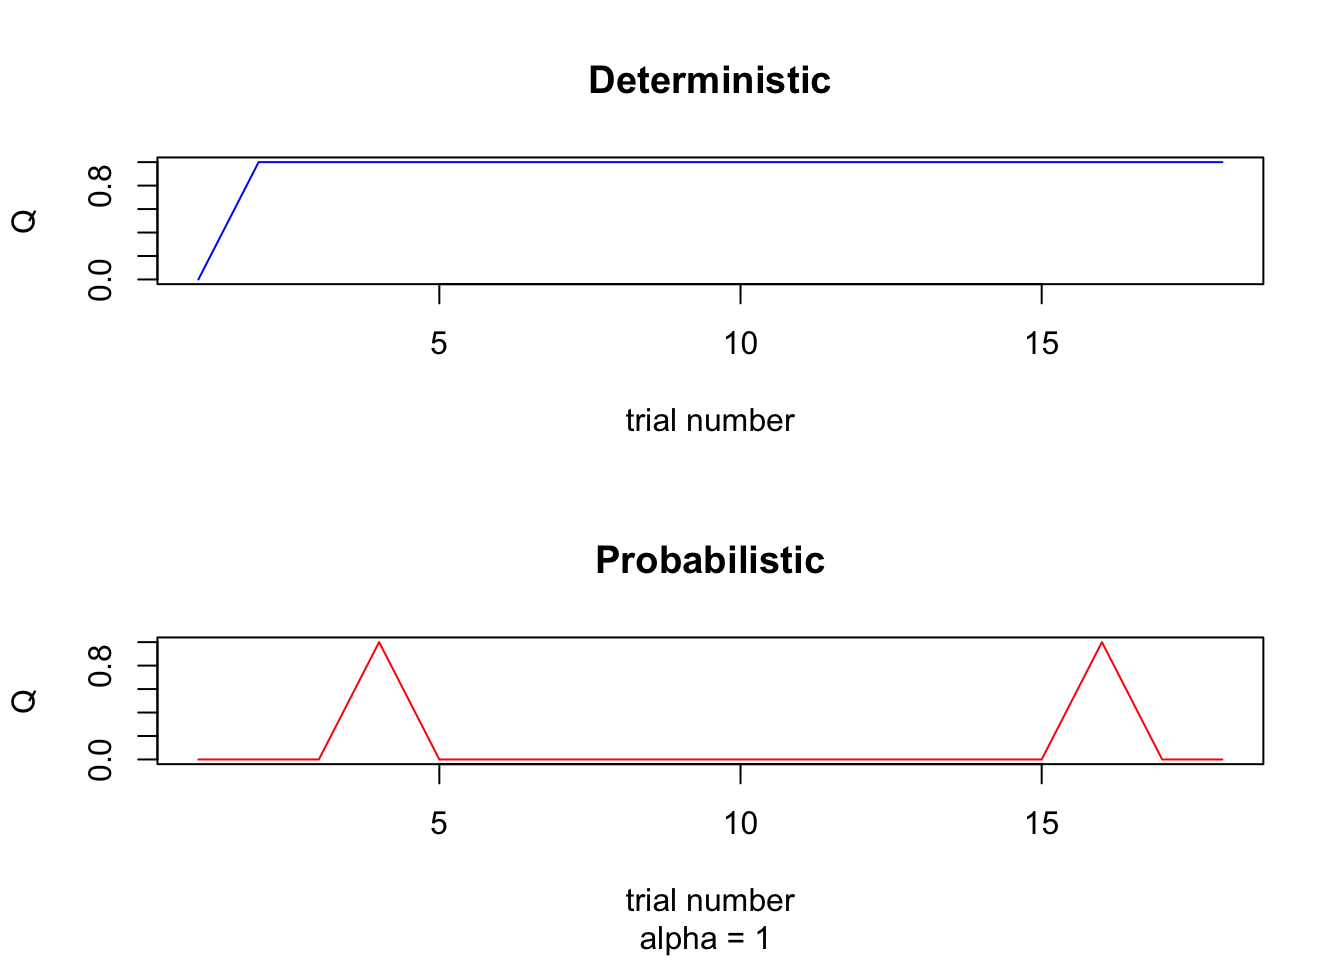 Deterministic
Q
0.8
0.0
5 10 15
trial number
Probabilistic
Q
0.8
0.0
5 10 15
trial number
alpha = 1